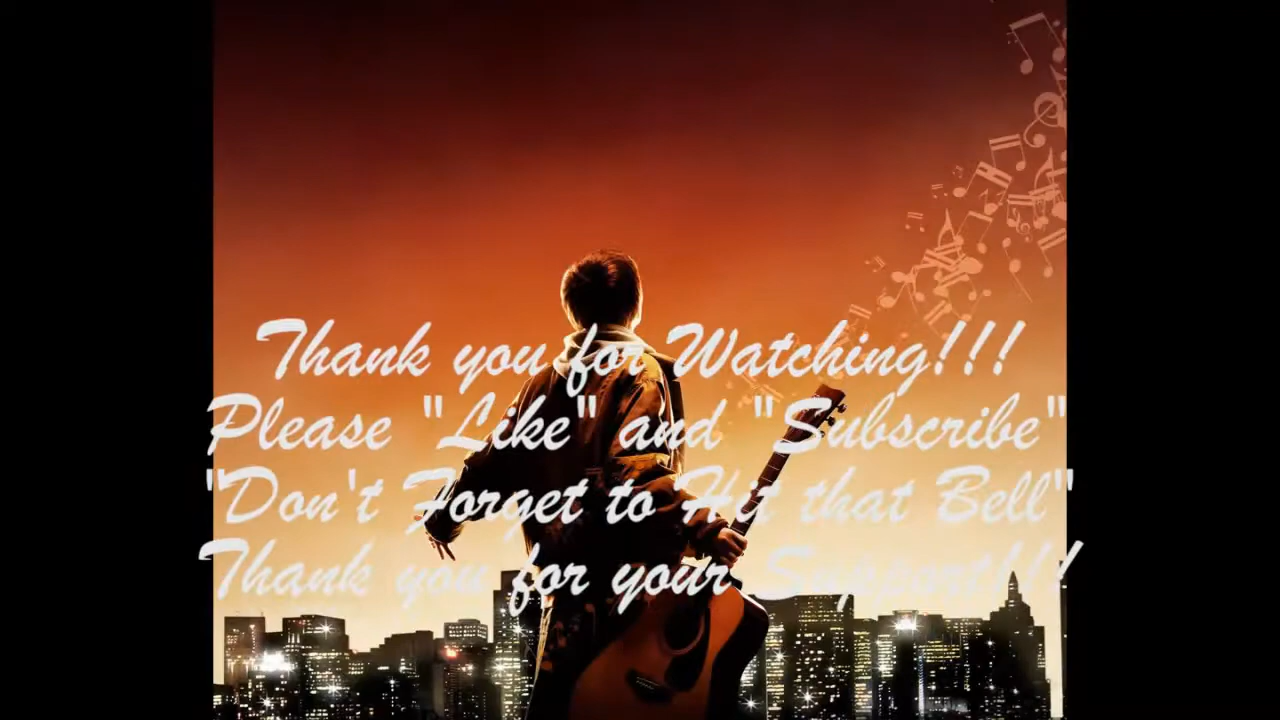 Thank you for Watching!!!
Please "Like" and "Subscribe"
"Don't Forget to Hit that Bell"
Thank you for your Support!!!